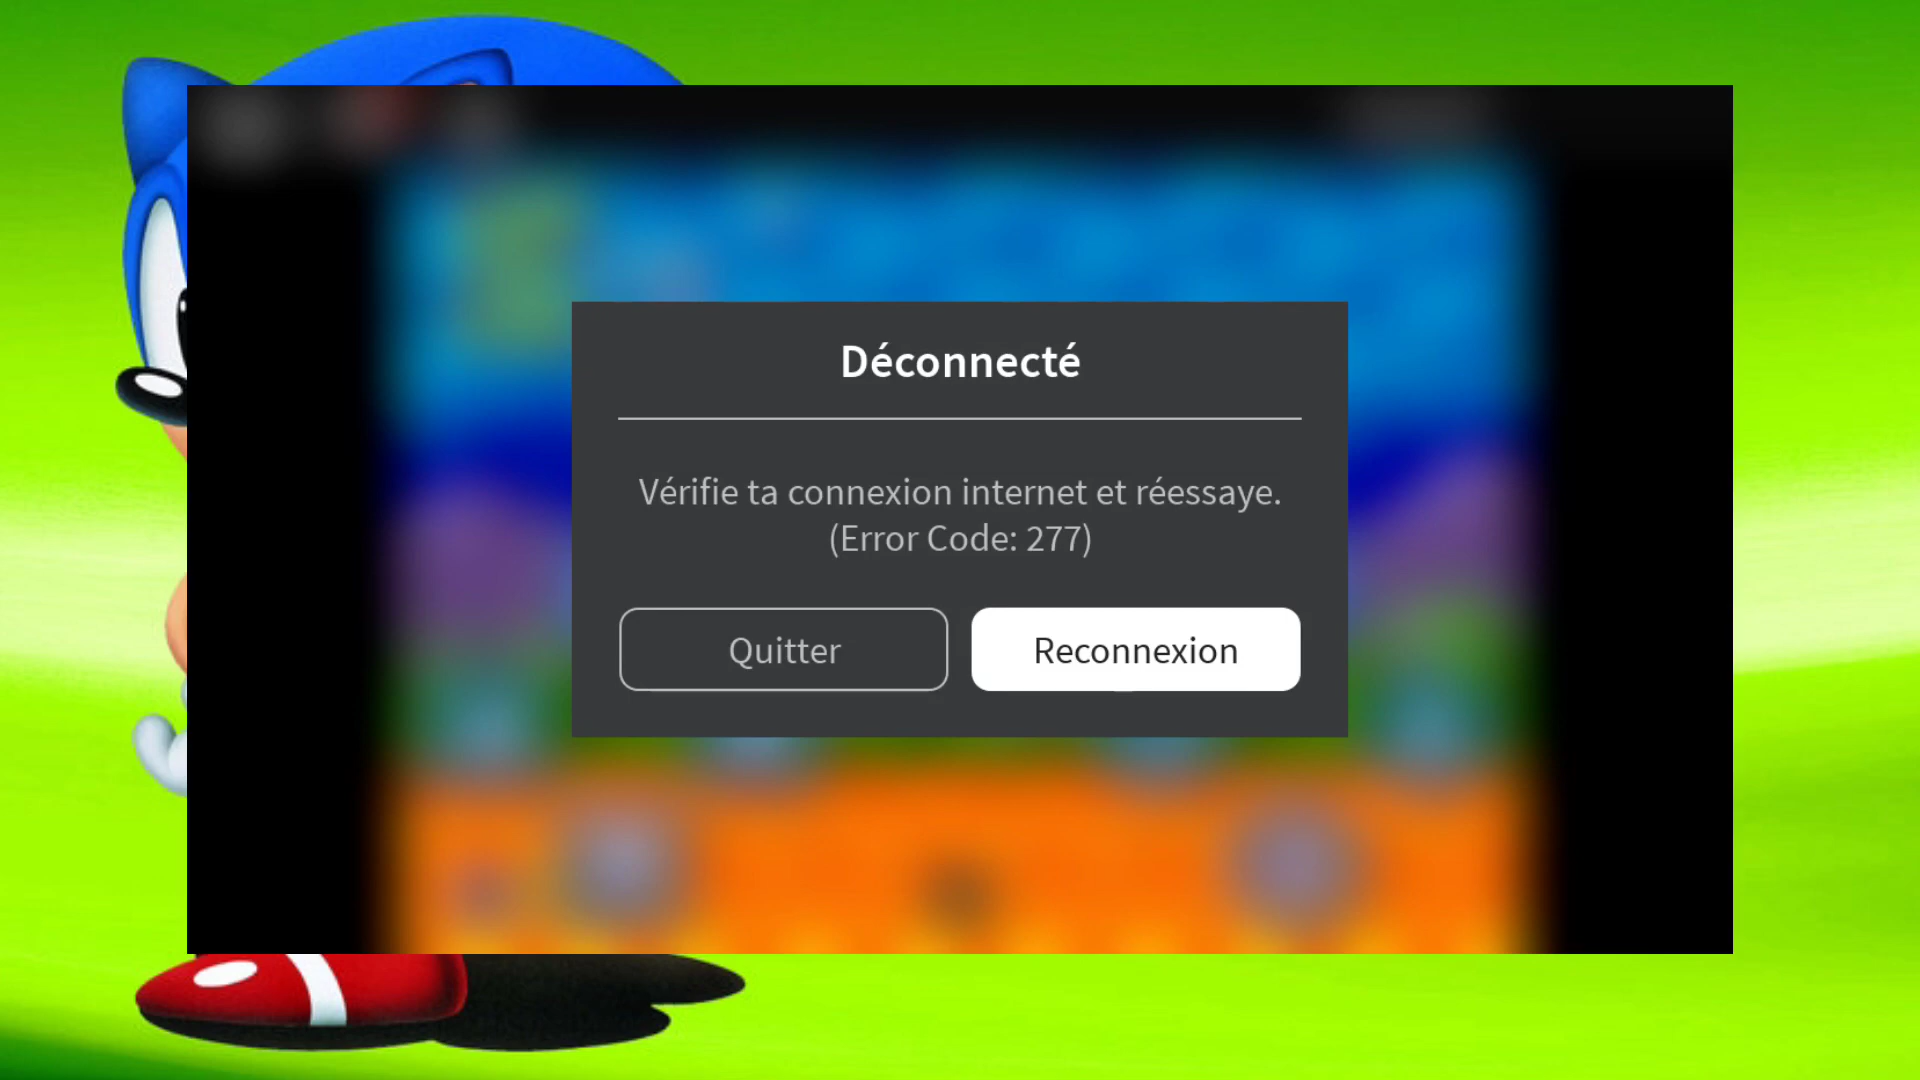 Déconnecté
Vérifie ta connexion internet et réessaye.
(Error Code: 277)
Quitter
Reconnexion